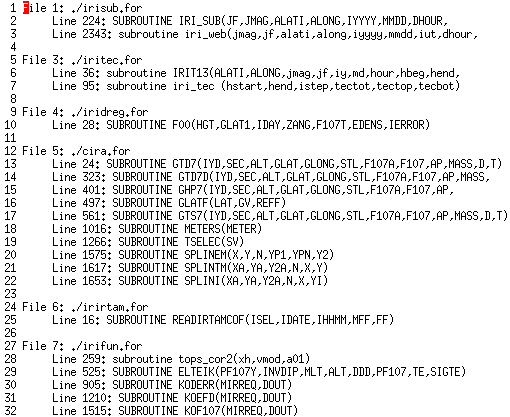 1 File 1: ./irisub.for
2 Line 224: SUBROUTINE IRI_SUB(JF,JMAG,ALATI,ALONG,IYYYY,MMDD,DHOUR,
3 Line 2343: subroutine iri_web(jmag,jf,alati,along,iyyyy,mmdd,iut,dhour,
4
5 File 2: ./iritec.for
6 Line 36: subroutine IRIT13(ALATI,ALONG,jmag,jf,iy,md,hour,hbeg,hend,
7 Line 95: subroutine iri_tec (hstart,hend,istep,tectot,tectop,tecbot)
8
9 File 4: ./iridreg.for
10 Line 28: SUBROUTINE F00(HGT,GLAT1,IDAY,ZANG,F107T,EDENS,IERROR)
11
12 File 5: ./cira.for
13 Line 24: SUBROUTINE GTD7(IYD,SEC,ALT,GLAT,GLONG,STL,F107A,F107,AP,MASS,D,T)
14 Line 323: SUBROUTINE GTD7D(IYD,SEC,ALT,GLAT,GLONG,STL,F107A,F107,AP,MASS,
15 Line 401: SUBROUTINE GHP7(IYD,SEC,ALT,GLAT,GLONG,STL,F107A,F107,AP,
16 Line 497: SUBROUTINE GLATF(LAT,GV,REFF)
17 Line 561: SUBROUTINE GTS7(IYD,SEC,ALT,GLAT,GLONG,STL,F107A,F107,AP,MASS,D,T)
18 Line 1016: SUBROUTINE METERS(METER)
19 Line 1266: SUBROUTINE TSELEC(SV)
20 Line 1575: SUBROUTINE SPLINEM(X,Y,N,YP1,YPN,Y2)
21 Line 1617: SUBROUTINE SPLINTM(XA,YA,Y2A,N,X,Y)
22 Line 1653: SUBROUTINE SPLINI(XA,YA,Y2A,N,X,YI)
23
24 File 6: ./irirtam.for
25 Line 16: SUBROUTINE READIRTAMCOF(ISEL,IDATE,IHHMM,MFF,FF)
26
27 File 7: ./irifun.for
28 Line 259: subroutine tops_cor2(xh,vmod,a01)
29 Line 525: SUBROUTINE ELTEIK(PF107Y,INVDIP,MLT,ALT,DDD,PF107,TE,SIGTE)
30 Line 905: SUBROUTINE KODERR(MIRREQ,DOUT)
31 Line 1210: SUBROUTINE KOEFD(MIRREQ,DOUT)
32 Line 1515: SUBROUTINE KOF107(MIRREQ,DOUT)